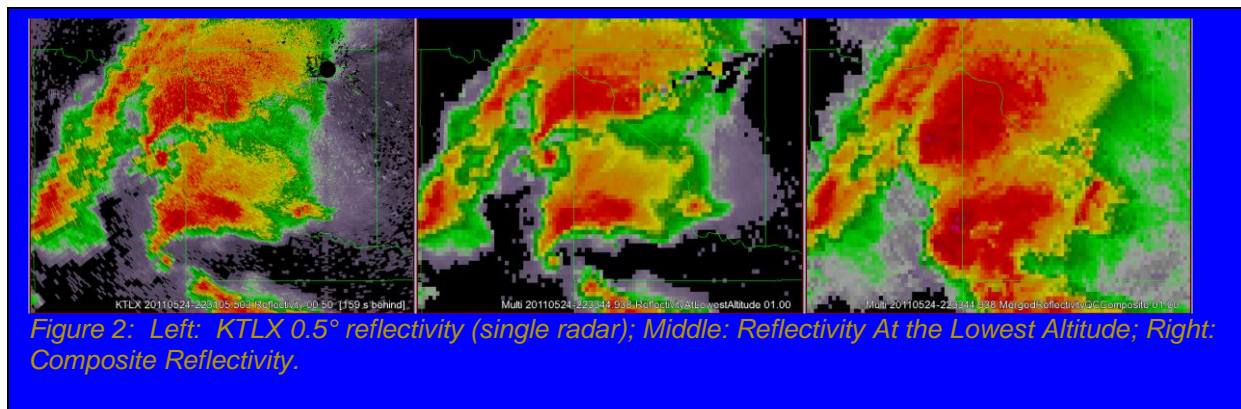 KTLX 20110524-223105.503 Reflectivity 00.50 [159 s behind]
Multi 20110524-223344.938 ReflectivityAtLowestAltitude 01.00
Multi 20110524-223344.938 MergedReflectivityQCComposite 01.00
Figure 2: Left: KTLX 0.5° reflectivity (single radar); Middle: Reflectivity At the Lowest Altitude; Right:
Composite Reflectivity.